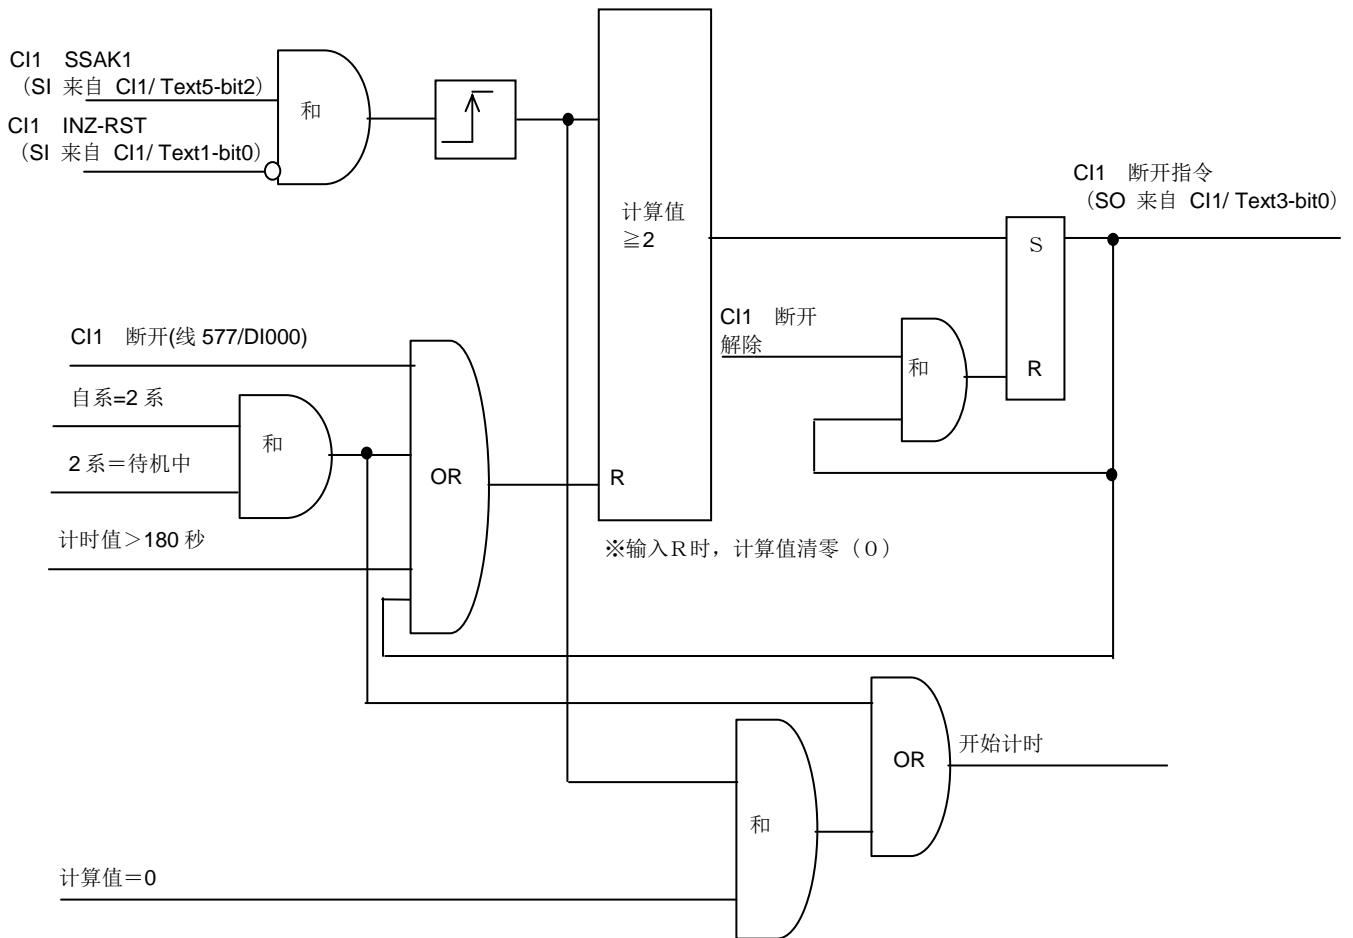 CI1 SSAK1
（SI 来自 CI1/ Text5-bit2）
和
CI1 INZ-RST
（SI 来自 CI1/ Text1-bit0）
计算值
≧2
CI1 断开指令
（SO 来自 CI1/ Text3-bit0）
S
CI1 断开
解除
和
R
CI1 断开(线 577/DI000)
自系=2 系
和
2 系＝待机中
OR
R
计时值＞180 秒
※输入R时，计算值清零（0）
OR
开始计时
和
计算值＝0